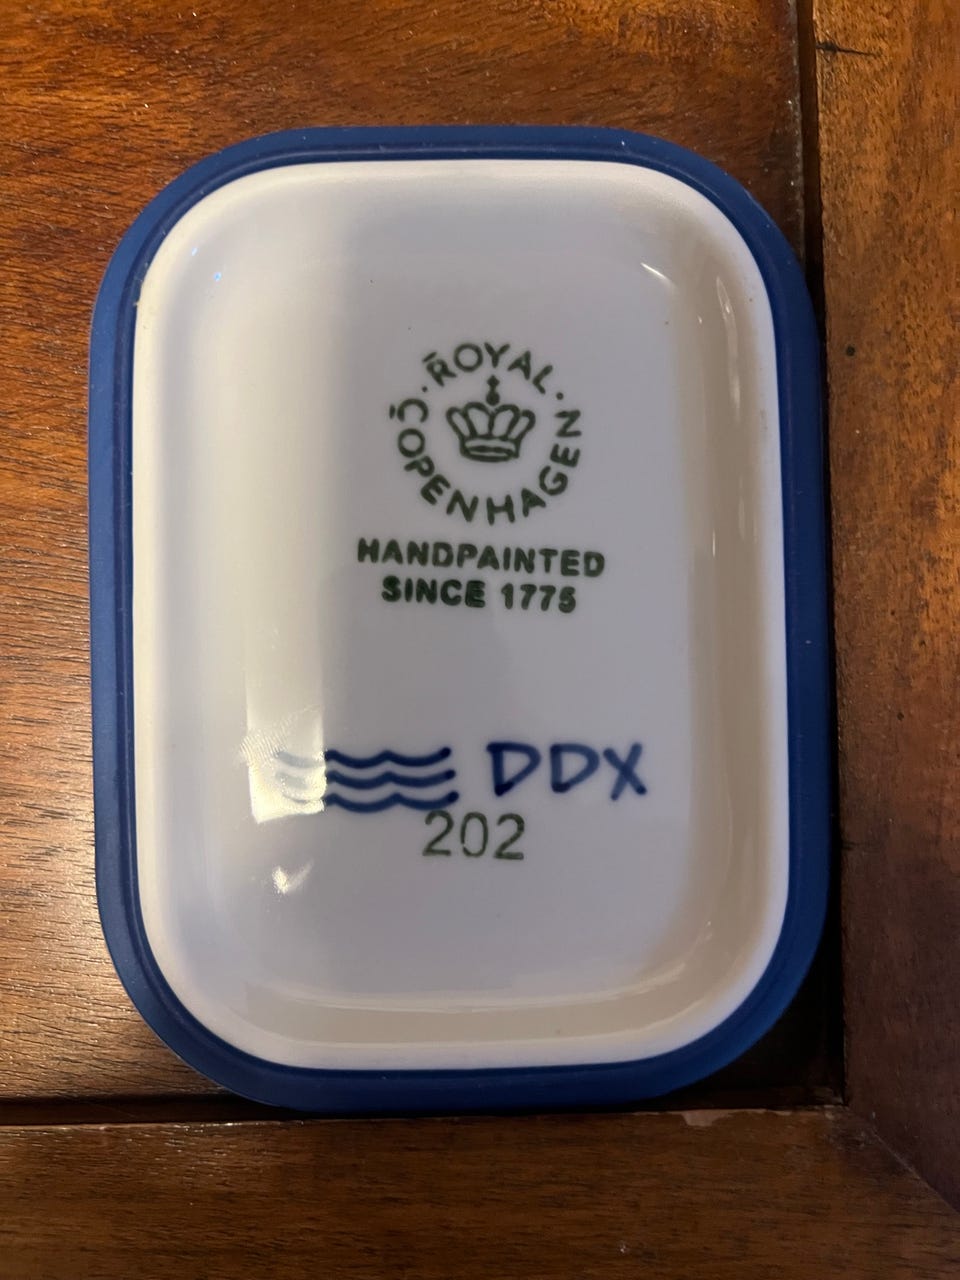 ROYAL
COPENHAGEN
HANDPAINTED
SINCE 1775
DDX
202